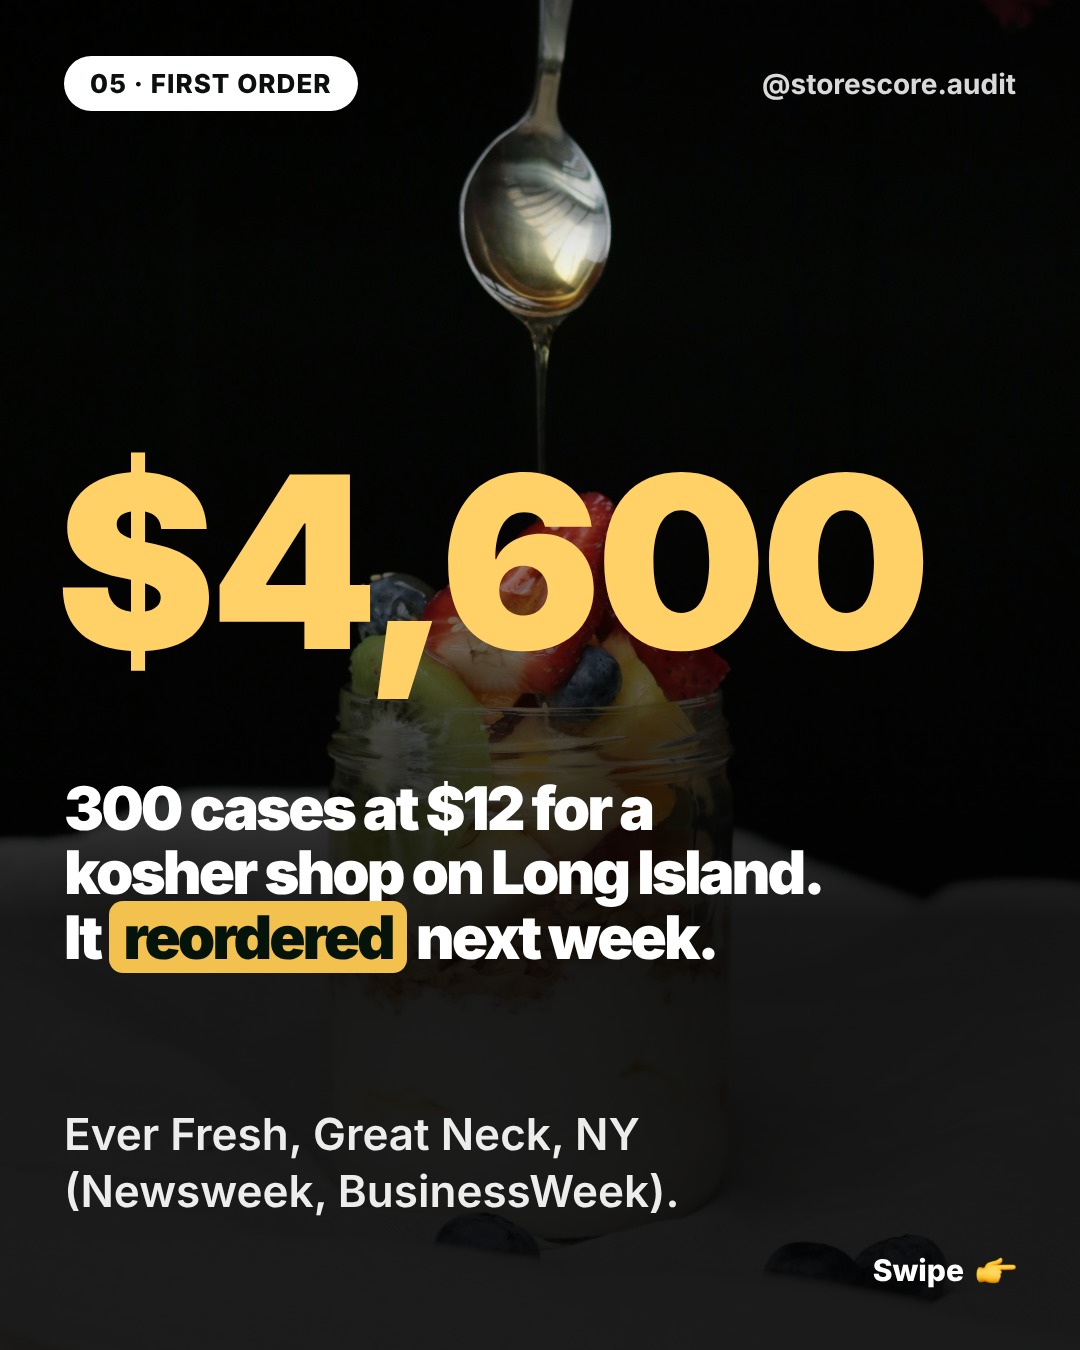 05 · FIRST ORDER
@storescore.audit
$4,600
300 cases at $12 for a
kosher shop on Long Island.
It reordered next week.
Ever Fresh, Great Neck, NY
(Newsweek, BusinessWeek).
Swipe 👉